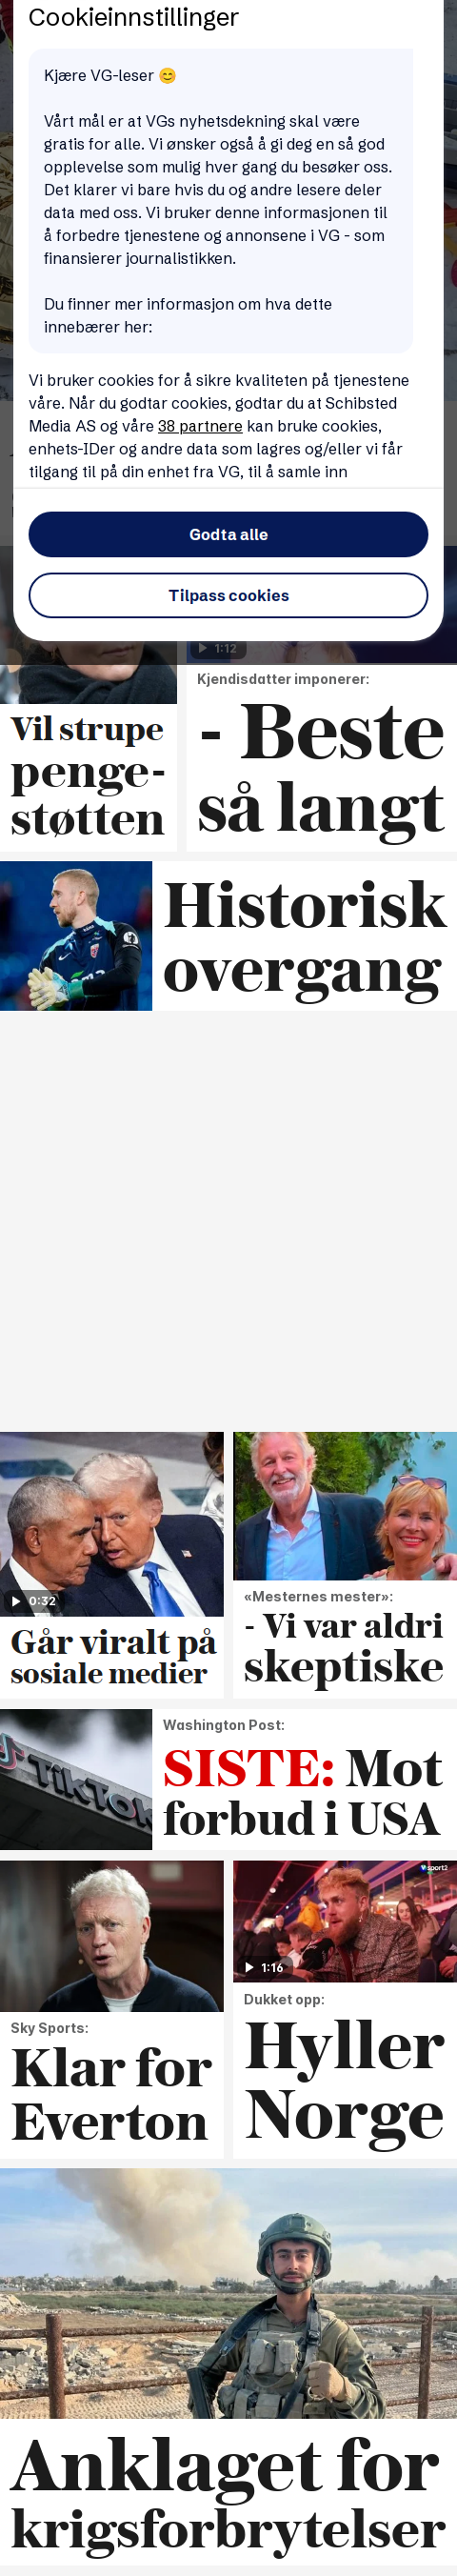 Cookieinnstillinger
Kjære VG-leser 😊
Vårt mål er at VGs nyhetsdekning skal være
gratis for alle. Vi ønsker også å gi deg en så god
opplevelse som mulig hver gang du besøker oss.
Det klarer vi bare hvis du og andre lesere deler
data med oss. Vi bruker denne informasjonen til
å forbedre tjenestene og annonsene i VG - som
finansierer journalistikken.
Du finner mer informasjon om hva dette
innebærer her:
Vi bruker cookies for å sikre kvaliteten på tjenestene
våre. Når du godtar cookies, godtar du at Schibsted
Media AS og våre 38 partnere kan bruke cookies,
enhets-IDer og andre data som lagres og/eller vi får
tilgang til på din enhet fra VG, til å samle inn
Godta alle
Tilpass cookies
1:12
Vil strupe
penge-
støtten
Kjendisdatter imponerer:
- Beste
så langt
Historisk
overgang
0:32
Går viralt på
sosiale medier
«Mesternes mester»:
- Vi var aldri
skeptiske
TikTok
Washington Post:
SISTE: Mot
forbud i USA
Sky Sports:
Klar for
Everton
sport2
1:16
Dukket opp:
Hyller
Norge
Anklaget for
krigsforbrytelser